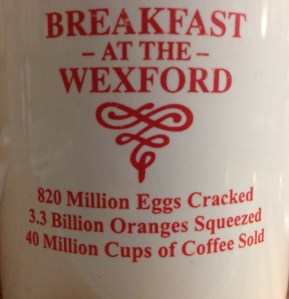 BREAKFAST
- AT THE -
WEXFORD
820 Million Eggs Cracked
3.3 Billion Oranges Squeezed
40 Million Cups of Coffee Sold